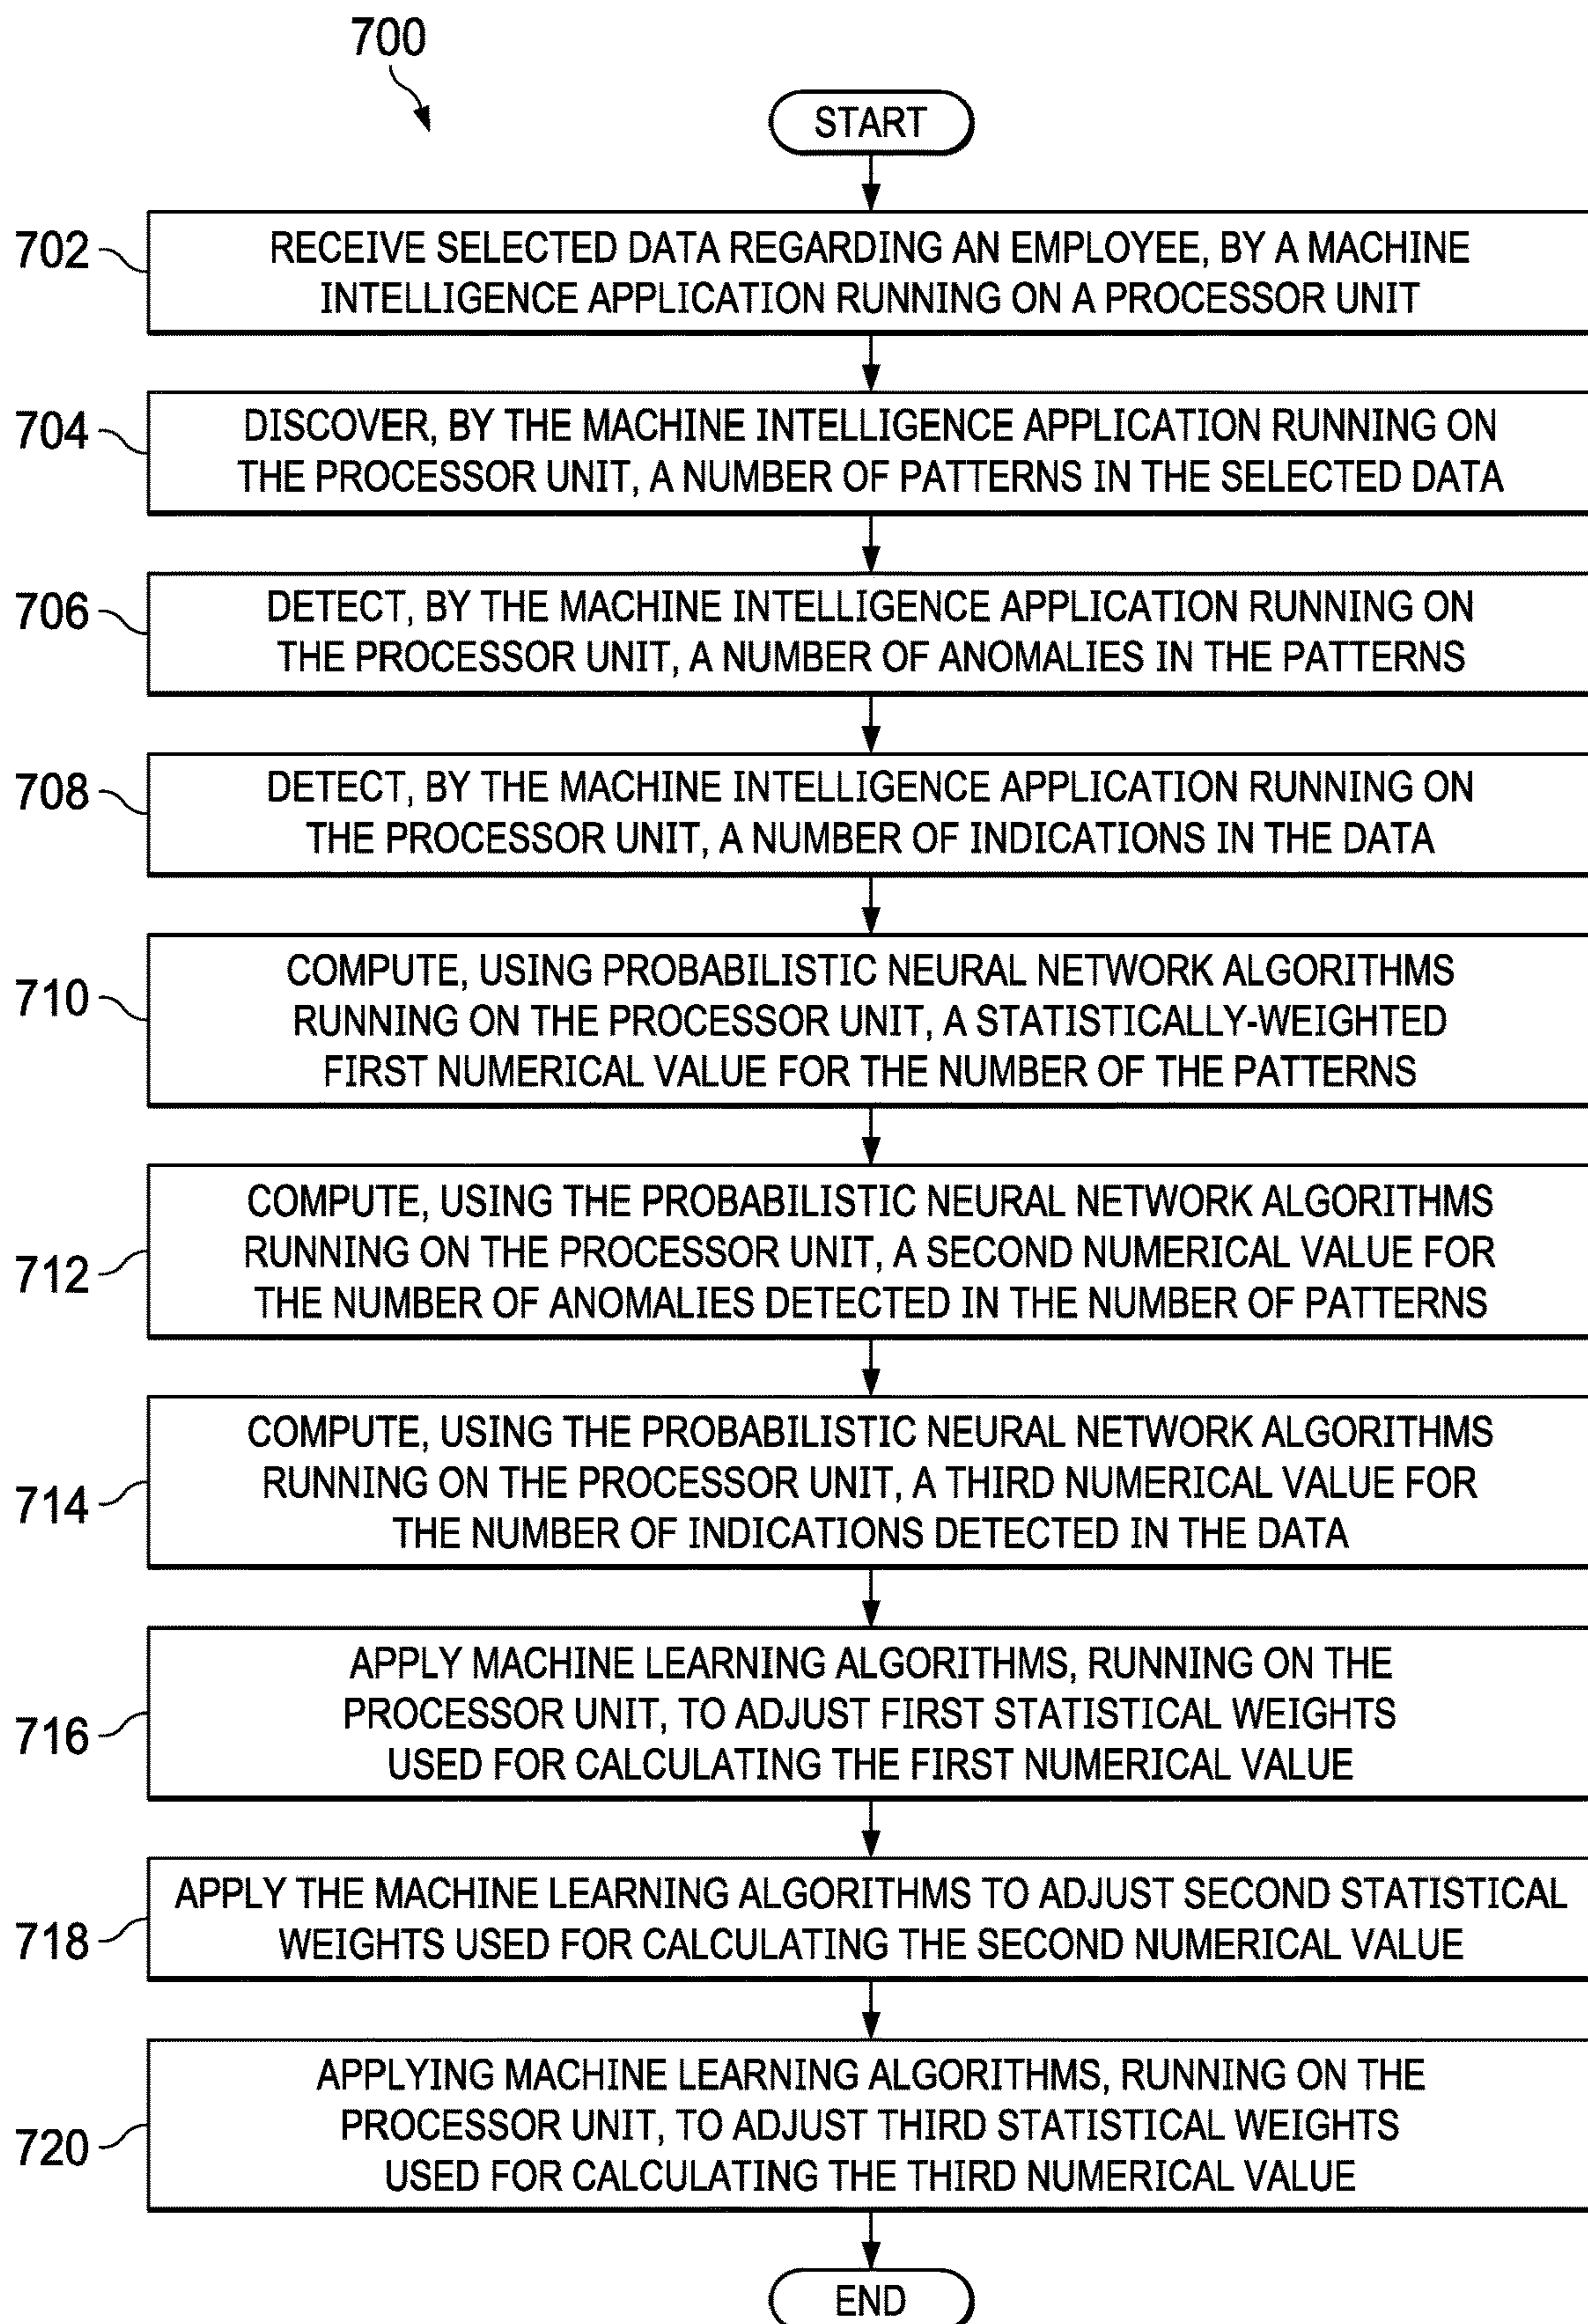 700
START
702
RECEIVE SELECTED DATA REGARDING AN EMPLOYEE, BY A MACHINE
INTELLIGENCE APPLICATION RUNNING ON A PROCESSOR UNIT
704
DISCOVER, BY THE MACHINE INTELLIGENCE APPLICATION RUNNING ON
THE PROCESSOR UNIT, A NUMBER OF PATTERNS IN THE SELECTED DATA
706
DETECT, BY THE MACHINE INTELLIGENCE APPLICATION RUNNING ON
THE PROCESSOR UNIT, A NUMBER OF ANOMALIES IN THE PATTERNS
708
DETECT, BY THE MACHINE INTELLIGENCE APPLICATION RUNNING ON
THE PROCESSOR UNIT, A NUMBER OF INDICATIONS IN THE DATA
710
COMPUTE, USING PROBABILISTIC NEURAL NETWORK ALGORITHMS
RUNNING ON THE PROCESSOR UNIT, A STATISTICALLY-WEIGHTED
FIRST NUMERICAL VALUE FOR THE NUMBER OF THE PATTERNS
712
COMPUTE, USING THE PROBABILISTIC NEURAL NETWORK ALGORITHMS
RUNNING ON THE PROCESSOR UNIT, A SECOND NUMERICAL VALUE FOR
THE NUMBER OF ANOMALIES DETECTED IN THE NUMBER OF PATTERNS
714
COMPUTE, USING THE PROBABILISTIC NEURAL NETWORK ALGORITHMS
RUNNING ON THE PROCESSOR UNIT, A THIRD NUMERICAL VALUE FOR
THE NUMBER OF INDICATIONS DETECTED IN THE DATA
716
APPLY MACHINE LEARNING ALGORITHMS, RUNNING ON THE
PROCESSOR UNIT, TO ADJUST FIRST STATISTICAL WEIGHTS
USED FOR CALCULATING THE FIRST NUMERICAL VALUE
718
APPLY THE MACHINE LEARNING ALGORITHMS TO ADJUST SECOND STATISTICAL
WEIGHTS USED FOR CALCULATING THE SECOND NUMERICAL VALUE
720
APPLYING MACHINE LEARNING ALGORITHMS, RUNNING ON THE
PROCESSOR UNIT, TO ADJUST THIRD STATISTICAL WEIGHTS
USED FOR CALCULATING THE THIRD NUMERICAL VALUE
END